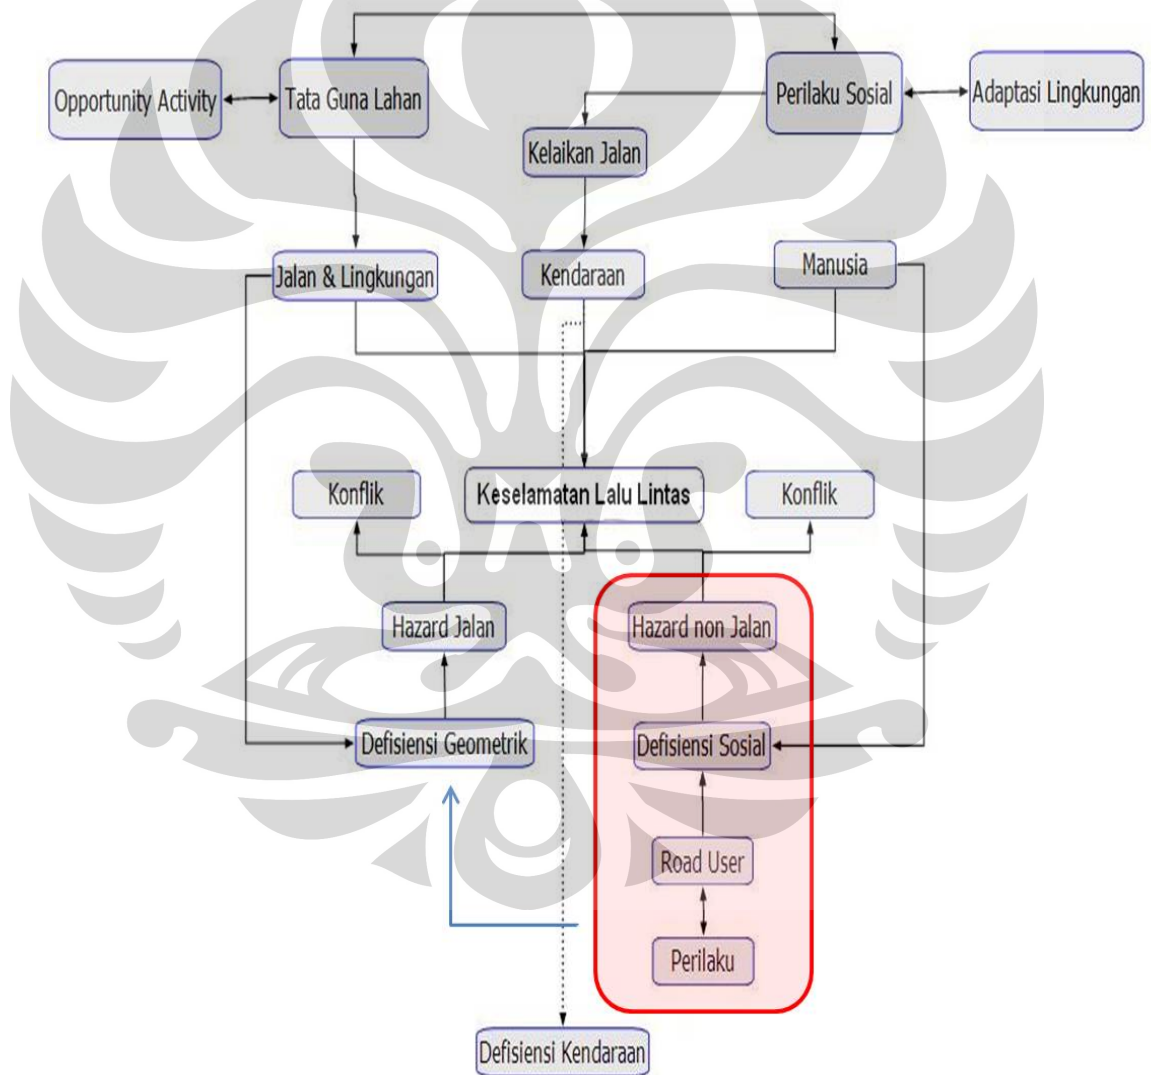 Opportunity Activity
Tata Guna Lahan
Perilaku Sosial
Adaptasi Lingkungan
Kelaikan Jalan
Jalan & Lingkungan
Kendaraan
Manusia
Konflik
Keselamatan Lalu Lintas
Konflik
Hazard Jalan
Hazard non Jalan
Defisiensi Geometrik
Defisiensi Sosial
Road User
Perilaku
Defisiensi Kendaraan